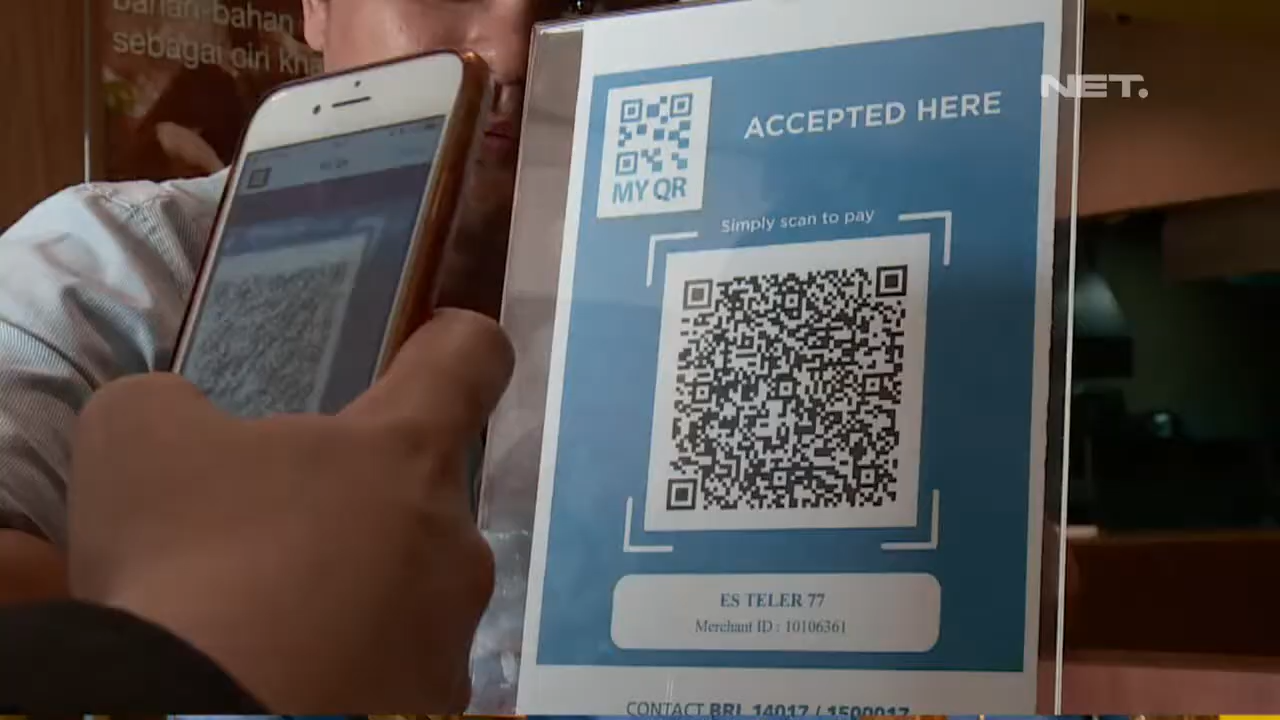 bahan-bahan
sebagai ciri kha
NET.
ACCEPTED HERE
MY QR
Simply scan to pay
ES TELER 77
Merchant ID : 10106361
CONTACT BRI 14017 / 1500017